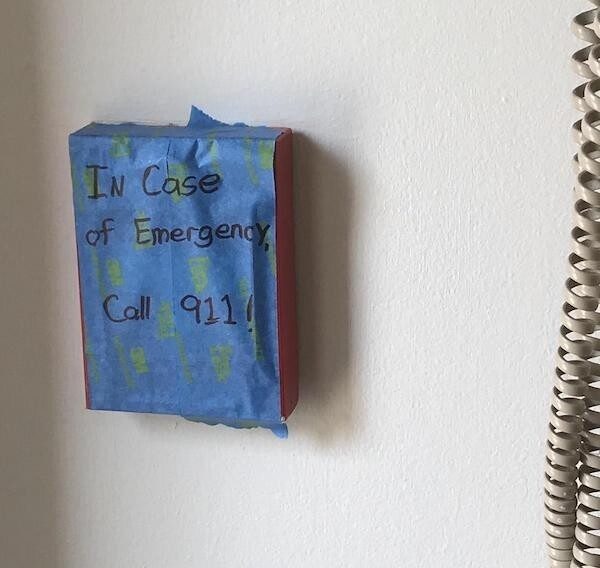 In Case
of Emergency,
Call 911!